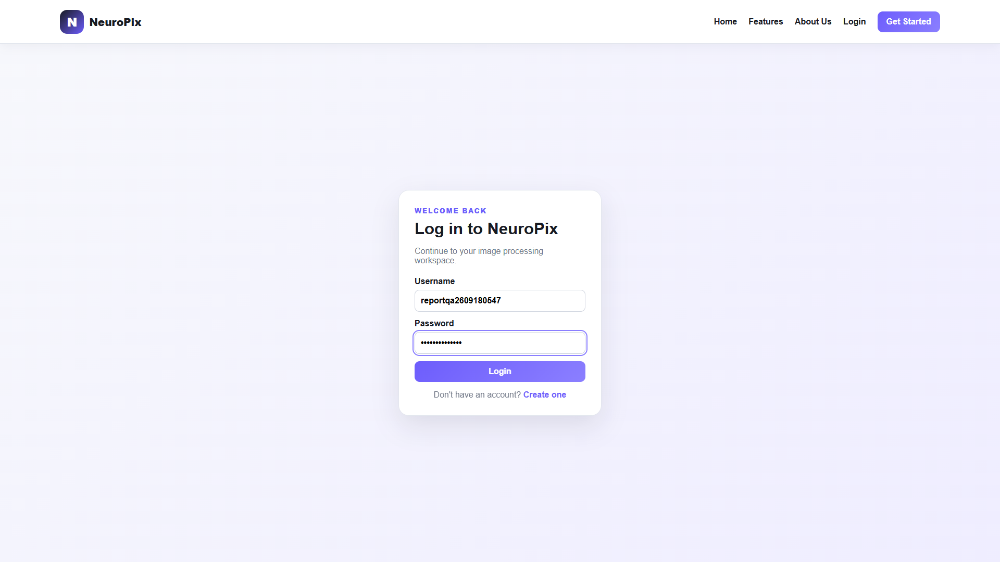 N NeuroPix
Home Features About Us Login Get Started
WELCOME BACK
Log in to NeuroPix
Continue to your image processing
workspace.
Username
reportqa2609180547
Password
••••••••••••••
Login
Don't have an account? Create one